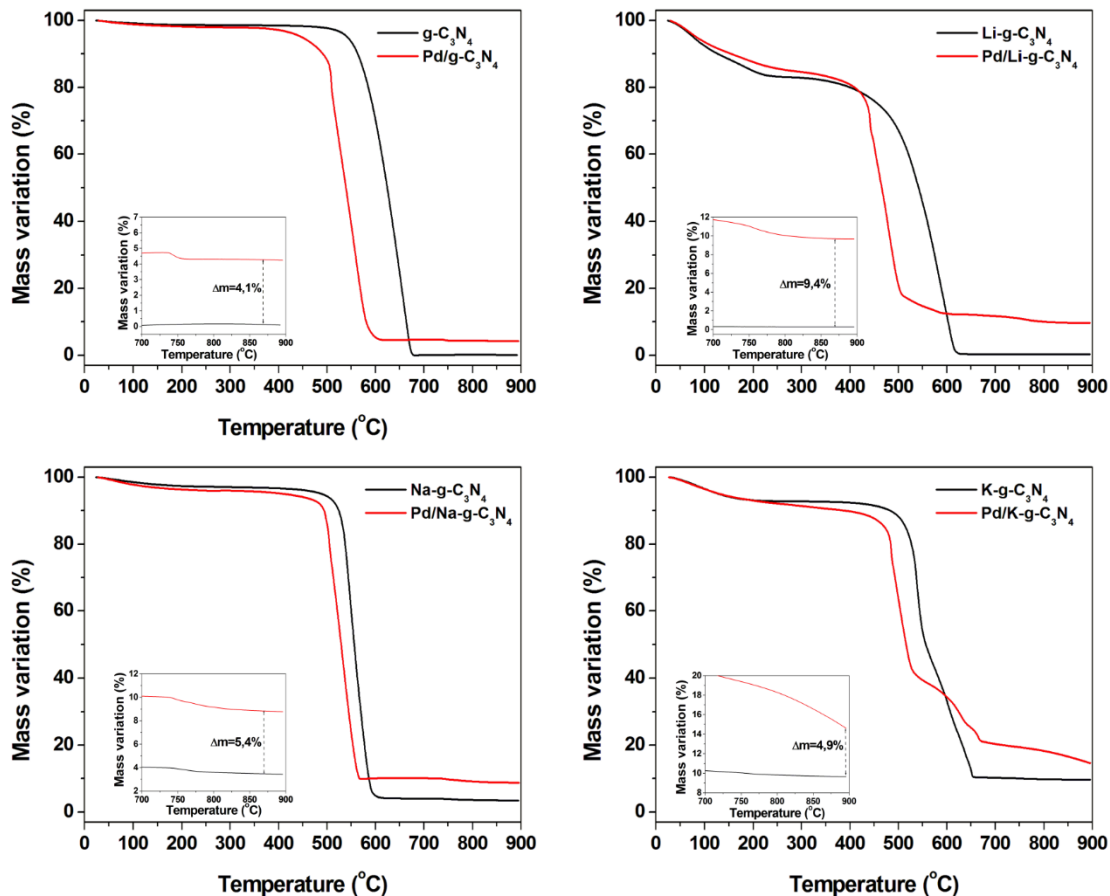 g-C3N4
Pd/g-C3N4
Mass variation (%)
100
80
60
40
20
0
7
6
5
4
3
2
1
0
Mass variation (%)
Δm=4,1%
700 750 800 850 900
Temperature (°C)
0 100 200 300 400 500 600 700 800 900
Temperature (°C)
Li-g-C3N4
Pd/Li-g-C3N4
Mass variation (%)
100
80
60
40
20
0
12
10
8
6
4
2
0
Mass variation (%)
Δm=9,4%
700 750 800 850 900
Temperature (°C)
0 100 200 300 400 500 600 700 800 900
Temperature (°C)
Na-g-C3N4
Pd/Na-g-C3N4
Mass variation (%)
100
80
60
40
20
0
12
10
8
6
4
2
Mass variation (%)
Δm=5,4%
700 750 800 850 900
Temperature (°C)
0 100 200 300 400 500 600 700 800 900
Temperature (°C)
K-g-C3N4
Pd/K-g-C3N4
Mass variation (%)
100
80
60
40
20
0
20
18
16
14
12
10
8
Mass variation (%)
Δm=4,9%
700 750 800 850 900
Temperature (°C)
0 100 200 300 400 500 600 700 800 900
Temperature (°C)